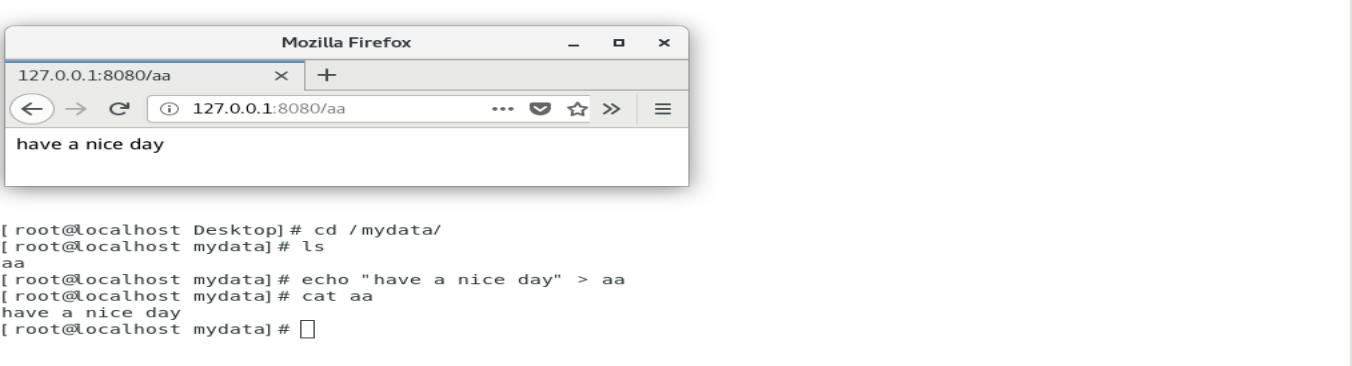 Mozilla Firefox
127.0.0.1:8080/aa
127.0.0.1:8080/aa
have a nice day
[root@localhost Desktop]# cd /mydata/
[root@localhost mydata]# ls
aa
[root@localhost mydata]# echo "have a nice day" > aa
[root@localhost mydata]# cat aa
have a nice day
[root@localhost mydata]#